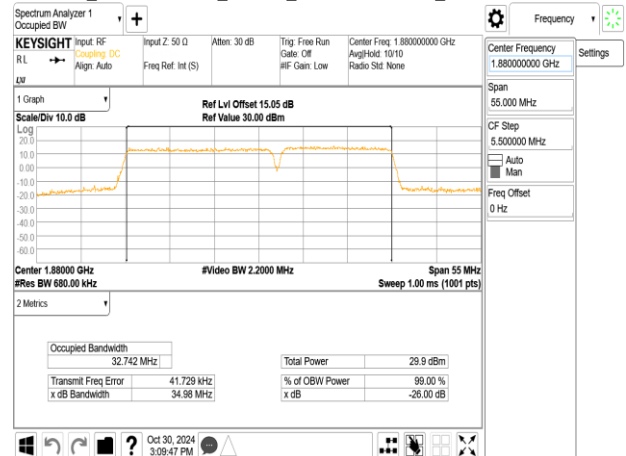 Spectrum Analyzer 1
Occupied BW
+
Frequency
KEYSIGHT Input: RF Input Z: 50 Ω Atten: 30 dB Trig: Free Run Center Freq: 1.880000000 GHz
RL Coupling: DC Gate: Off Avg|Hold: 10/10
Align: Auto Freq Ref: Int (S) #IF Gain: Low Radio Std: None
Center Frequency
1.880000000 GHz
Settings
Span
55.000 MHz
CF Step
5.500000 MHz
Auto
Man
Freq Offset
0 Hz
1 Graph
Ref Lvl Offset 15.05 dB
Scale/Div 10.0 dB Ref Value 30.00 dBm
Log
20.0
10.0
0.00
-10.0
-20.0
-30.0
-40.0
-50.0
-60.0
Center 1.88000 GHz #Video BW 2.2000 MHz Span 55 MHz
#Res BW 680.00 kHz Sweep 1.00 ms (1001 pts)
2 Metrics
Occupied Bandwidth
32.742 MHz Total Power 29.9 dBm
Transmit Freq Error 41.729 kHz % of OBW Power 99.00 %
x dB Bandwidth 34.98 MHz x dB -26.00 dB
? Oct 30, 2024
3:09:47 PM